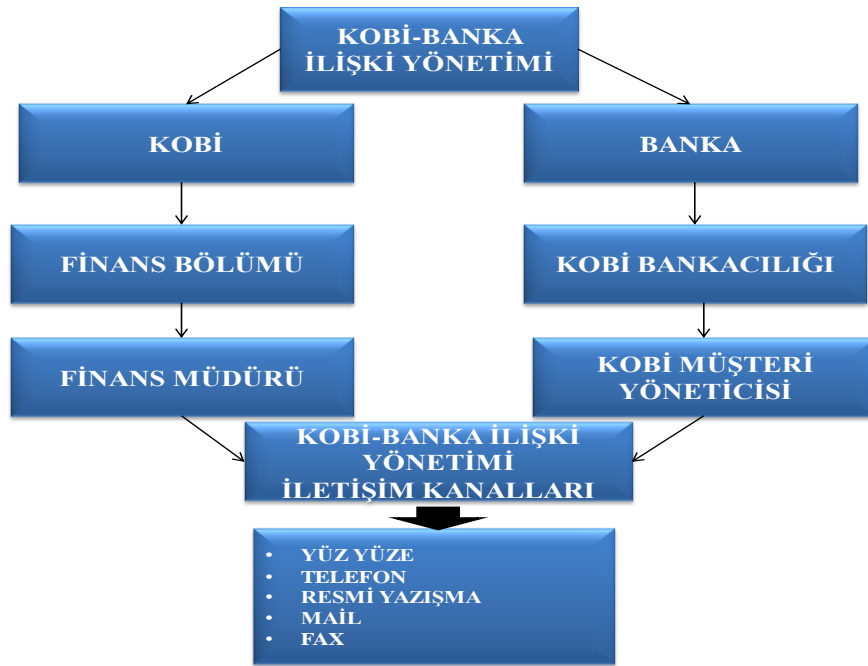 KOBİ-BANKA
İLİŞKİ YÖNETİMİ
KOBİ
BANKA
FİNANS BÖLÜMÜ
KOBİ BANKACILIĞI
FİNANS MÜDÜRÜ
KOBİ MÜŞTERİ
YÖNETİCİSİ
KOBİ-BANKA İLİŞKİ
YÖNETİMİ
İLETİŞİM KANALLARI
• YÜZ YÜZE
• TELEFON
• RESMİ YAZIŞMA
• MAİL
• FAX